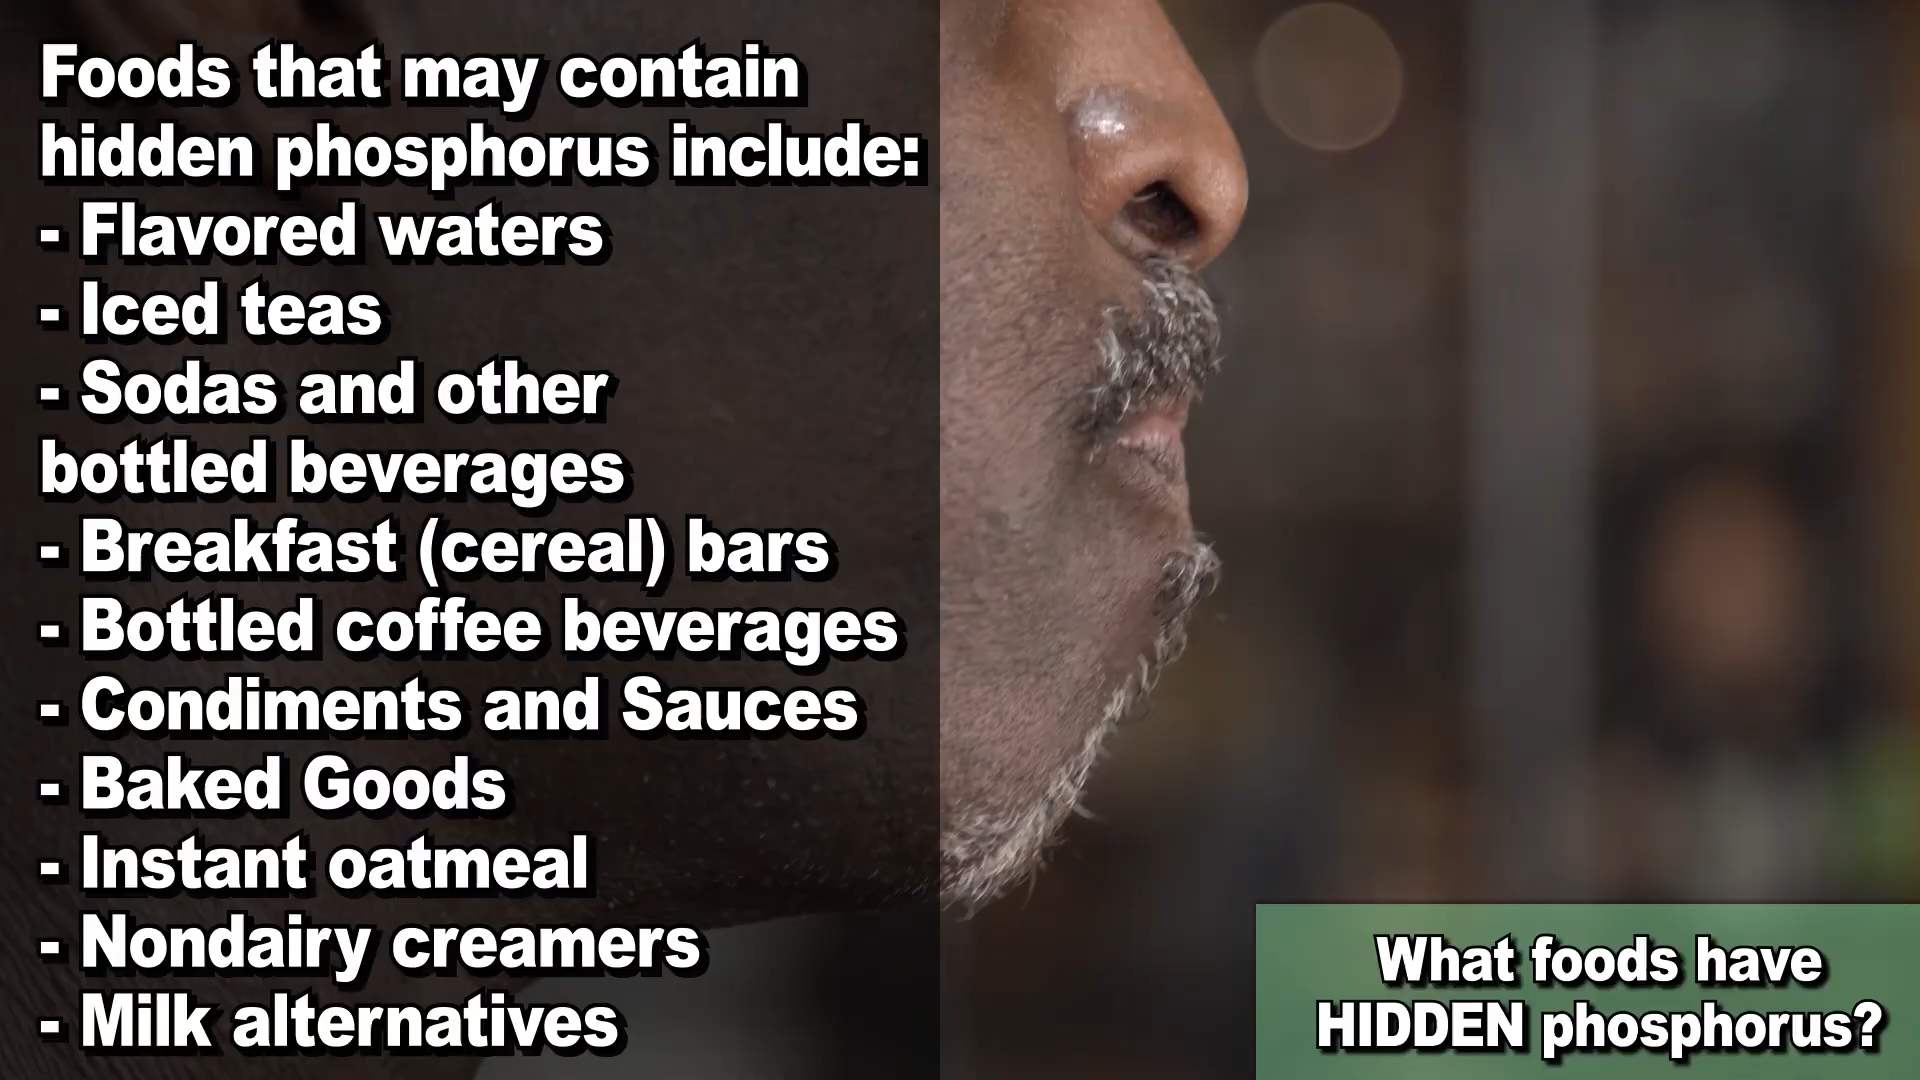 Foods that may contain
hidden phosphorus include:
- Flavored waters
- Iced teas
- Sodas and other
bottled beverages
- Breakfast (cereal) bars
- Bottled coffee beverages
- Condiments and Sauces
- Baked Goods
- Instant oatmeal
- Nondairy creamers
- Milk alternatives
What foods have
HIDDEN phosphorus?